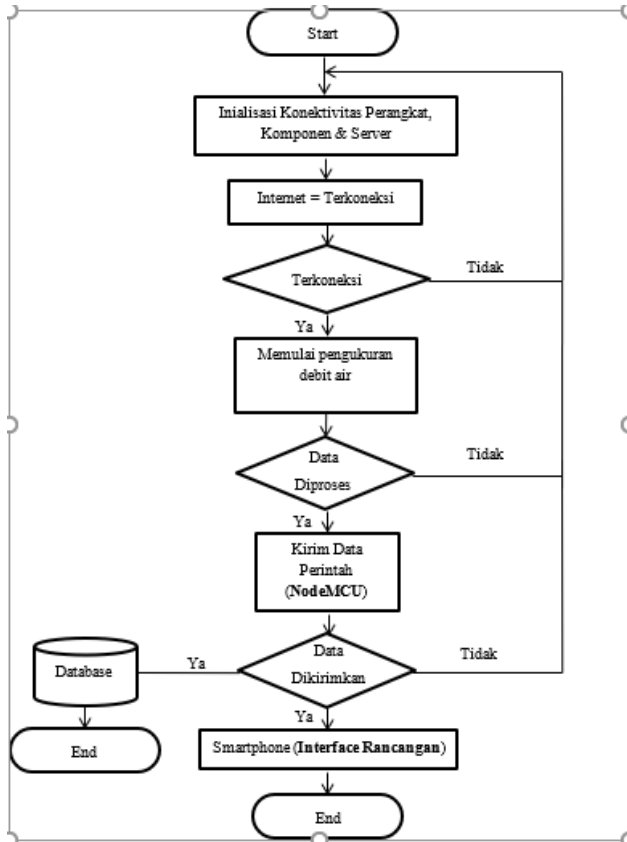 Start
Inialisasi Konektivitas Perangkat,
Komponen & Server
Internet = Terkoneksi
Terkoneksi
Tidak
Ya
Memulai pengukuran
debit air
Data
Diproses
Tidak
Ya
Kirim Data
Perintah
(NodeMCU)
Data
Dikirimkan
Tidak
Ya
Database
End
Ya
Smartphone (Interface Rancangan)
End